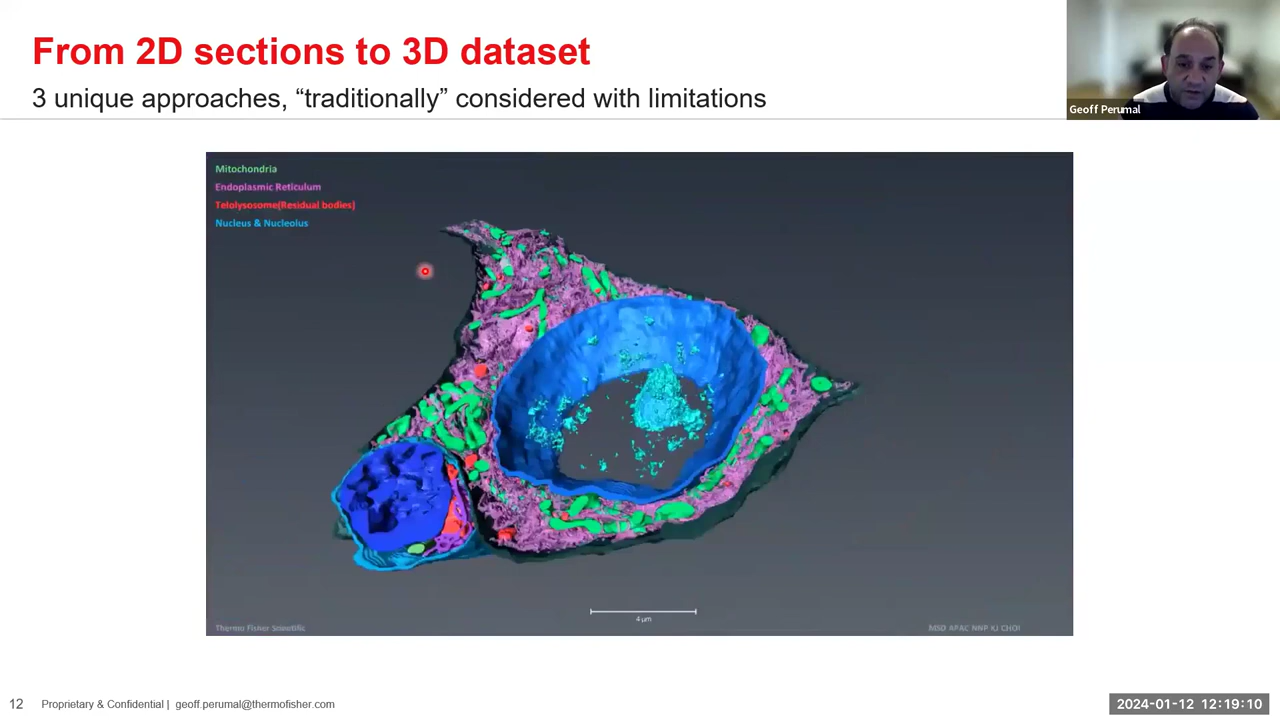 From 2D sections to 3D dataset
3 unique approaches, “traditionally” considered with limitations
Geoff Perumal
Mitochondria
Endoplasmic Reticulum
Telolysosome(Residual bodies)
Nucleus & Nucleolus
4 μm
Thermo Fisher Scientific
MSD APAC NNP XJ CHOI
12 Proprietary & Confidential | geoff.perumal@thermofisher.com
2024-01-12 12:19:10